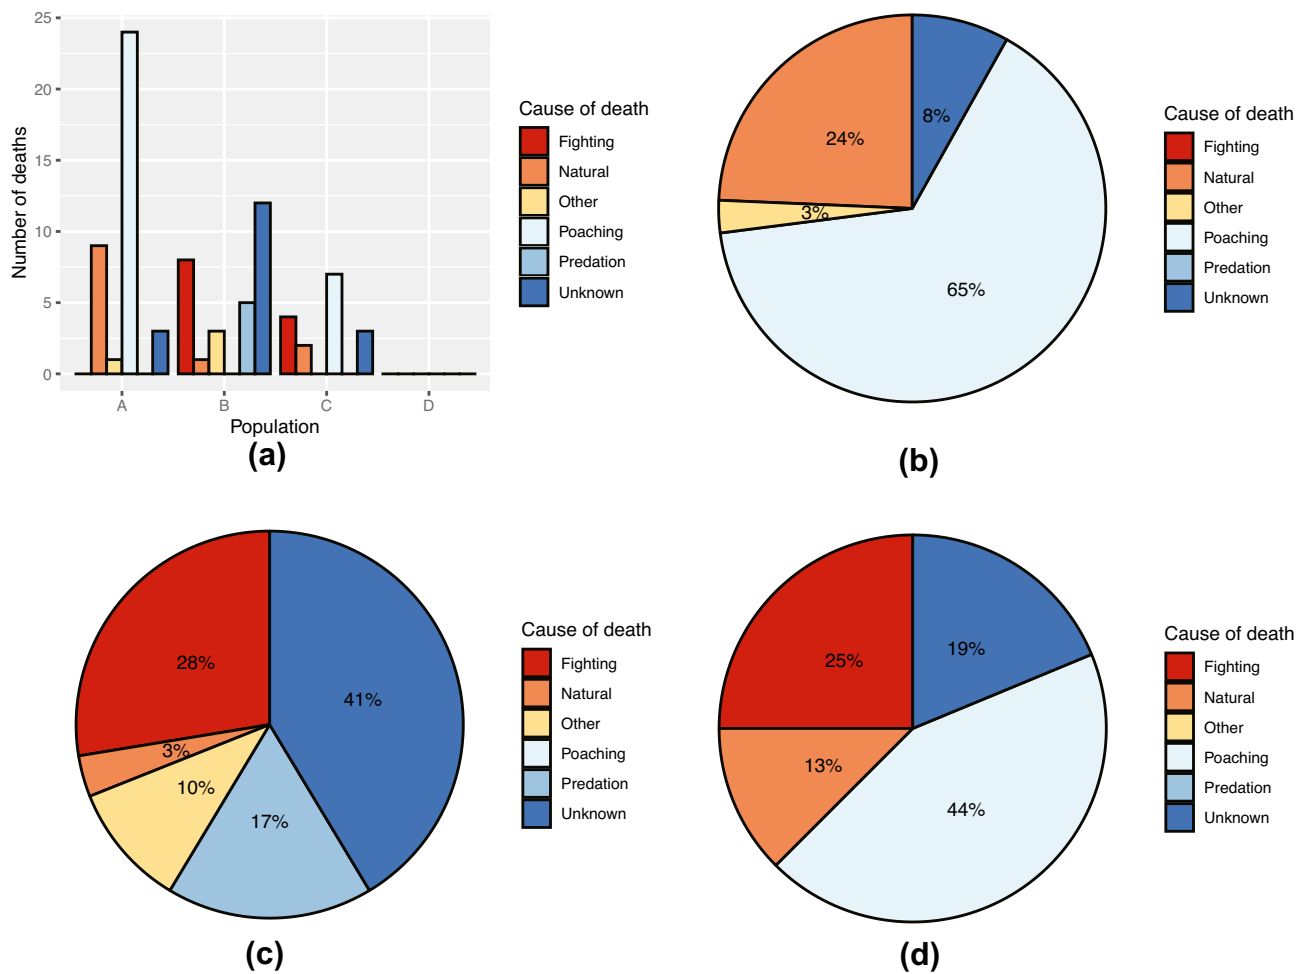 25
20
15
10
5
0
Number of deaths
A
B
C
D
Population
Cause of death
Fighting
Natural
Other
Poaching
Predation
Unknown
(a)
8%
24%
3%
65%
Cause of death
Fighting
Natural
Other
Poaching
Predation
Unknown
(b)
28%
41%
3%
10%
17%
Cause of death
Fighting
Natural
Other
Poaching
Predation
Unknown
(c)
25%
19%
13%
44%
Cause of death
Fighting
Natural
Other
Poaching
Predation
Unknown
(d)